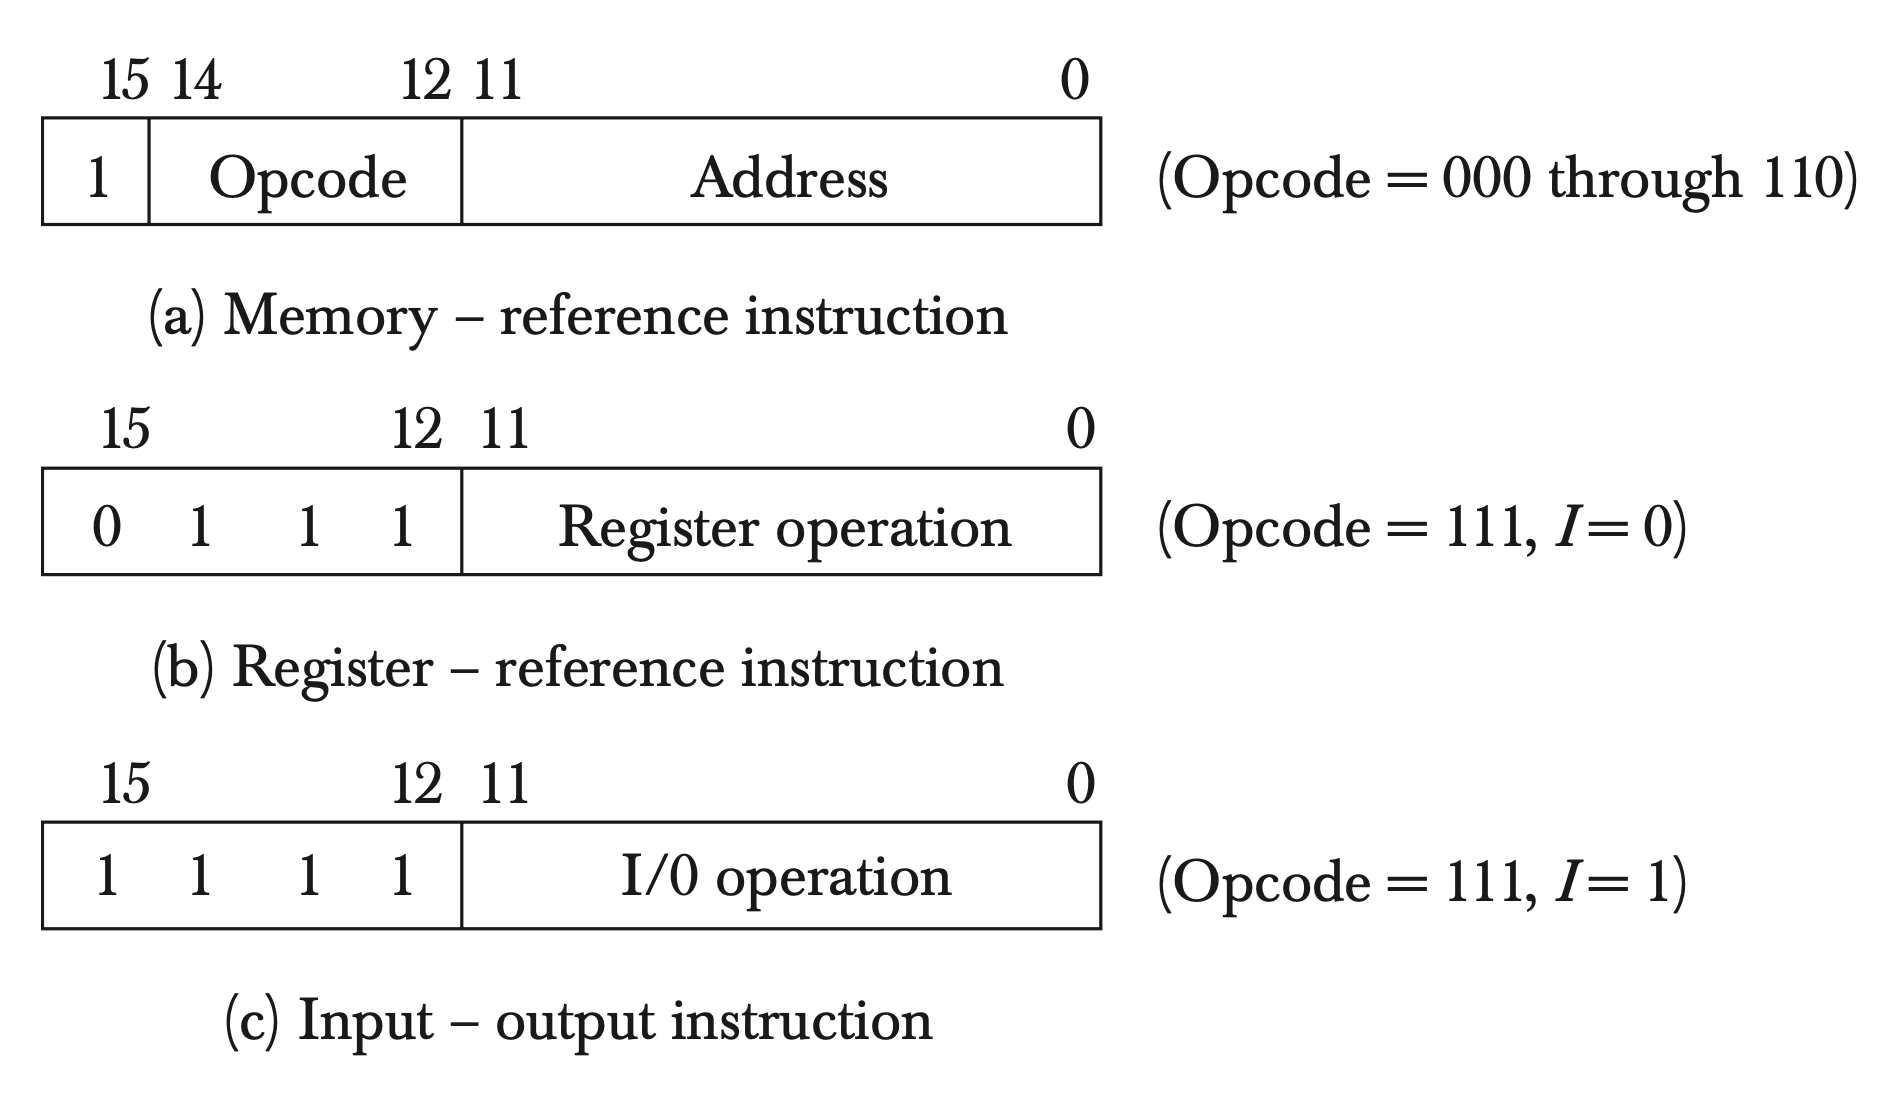 15 14 12 11 0
1 Opcode Address (Opcode = 000 through 110)
(a) Memory – reference instruction
15 12 11 0
0 1 1 1 Register operation (Opcode = 111, I = 0)
(b) Register – reference instruction
15 12 11 0
1 1 1 1 I/0 operation (Opcode = 111, I = 1)
(c) Input – output instruction